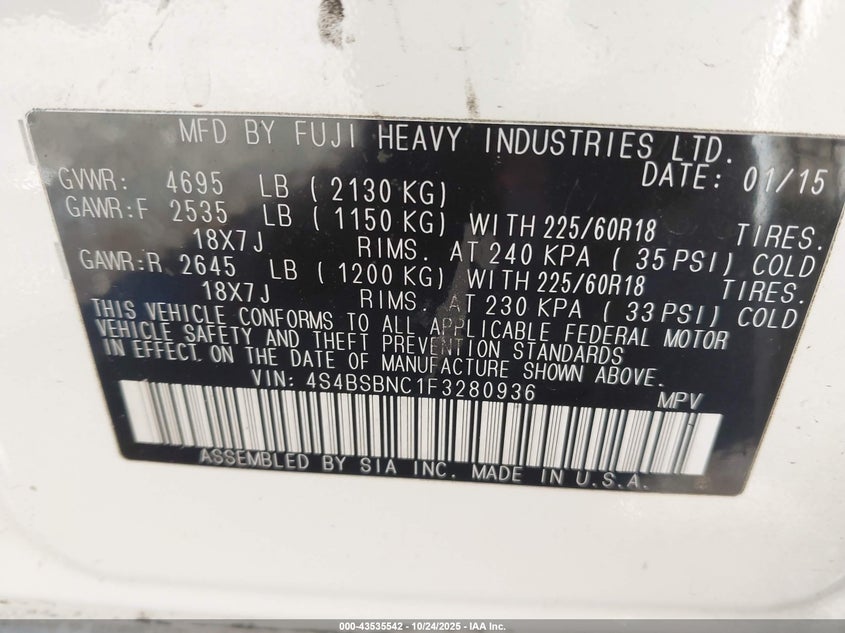 MFD BY FUJI HEAVY INDUSTRIES LTD.
DATE: 01/15
GVWR: 4695 LB ( 2130 KG)
GAWR:F 2535 LB ( 1150 KG) WITH 225/60R18 TIRES.
18X7J RIMS. AT 240 KPA ( 35 PSI) COLD
GAWR:R 2645 LB ( 1200 KG) WITH 225/60R18 TIRES.
18X7J RIMS AT 230 KPA ( 33 PSI) COLD
THIS VEHICLE CONFORMS TO ALL APPLICABLE FEDERAL MOTOR
VEHICLE SAFETY AND THEFT PREVENTION STANDARDS
IN EFFECT. ON THE DATE OF MANUFACTURE SHOWN ABOVE.
VIN: 4S4BSBNC1F3280936 MPV
ASSEMBLED BY SIA INC. MADE IN U.S.A.
000-43535542 - 10/24/2025 - IAA Inc.